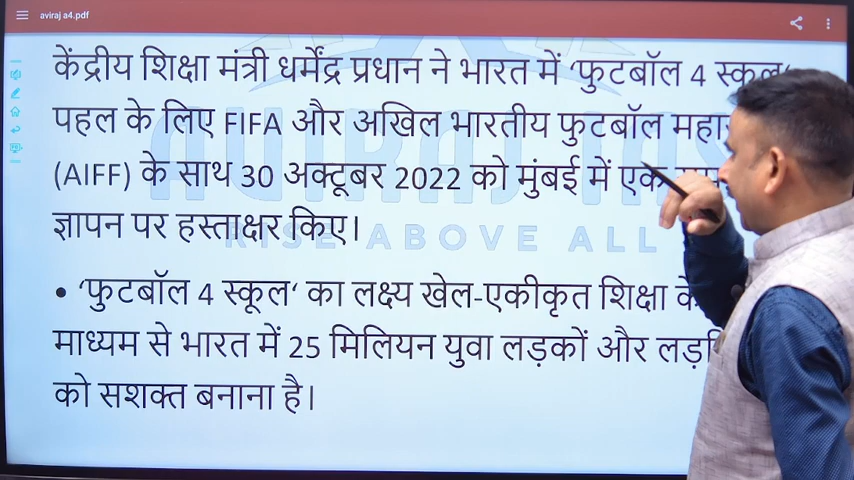 aviraj a4.pdf
केंद्रीय शिक्षा मंत्री धर्मेंद्र प्रधान ने भारत में ‘फुटबॉल 4 स्कूल’
पहल के लिए FIFA और अखिल भारतीय फुटबॉल
(AIFF) के साथ 30 अक्टूबर 2022 को मुंबई में एक
ज्ञापन पर हस्ताक्षर किए।
RISE ABOVE ALL
• ‘फुटबॉल 4 स्कूल‘ का लक्ष्य खेल-एकीकृत शिक्षा के
माध्यम से भारत में 25 मिलियन युवा लड़कों और
को सशक्त बनाना है।